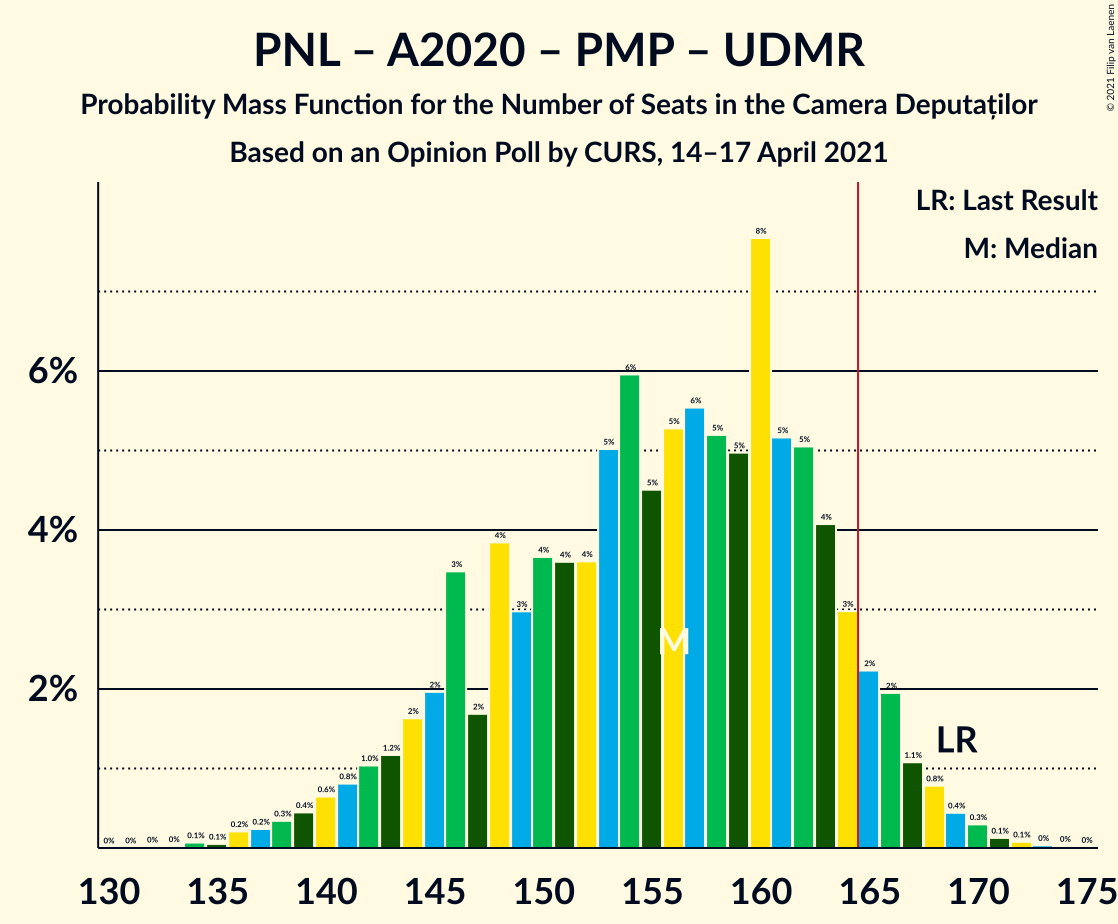 PNL – A2020 – PMP – UDMR
Probability Mass Function for the Number of Seats in the Camera Deputaților
Based on an Opinion Poll by CURS, 14–17 April 2021
© 2021 Filip van Laenen
LR: Last Result
M: Median
6%
4%
2%
0% 0% 0% 0% 0.1% 0.1% 0.2% 0.2% 0.3% 0.4% 0.6% 0.8% 1.0% 1.2% 2% 2% 3% 2% 4% 3% 4% 4% 4% 5% 6% 5% 5% 6% 5% 5% 8% 5% 5% 4% 3% 2% 2% 1.1% 0.8% 0.4% 0.3% 0.1% 0.1% 0% 0% 0%
M
LR
130 135 140 145 150 155 160 165 170 175